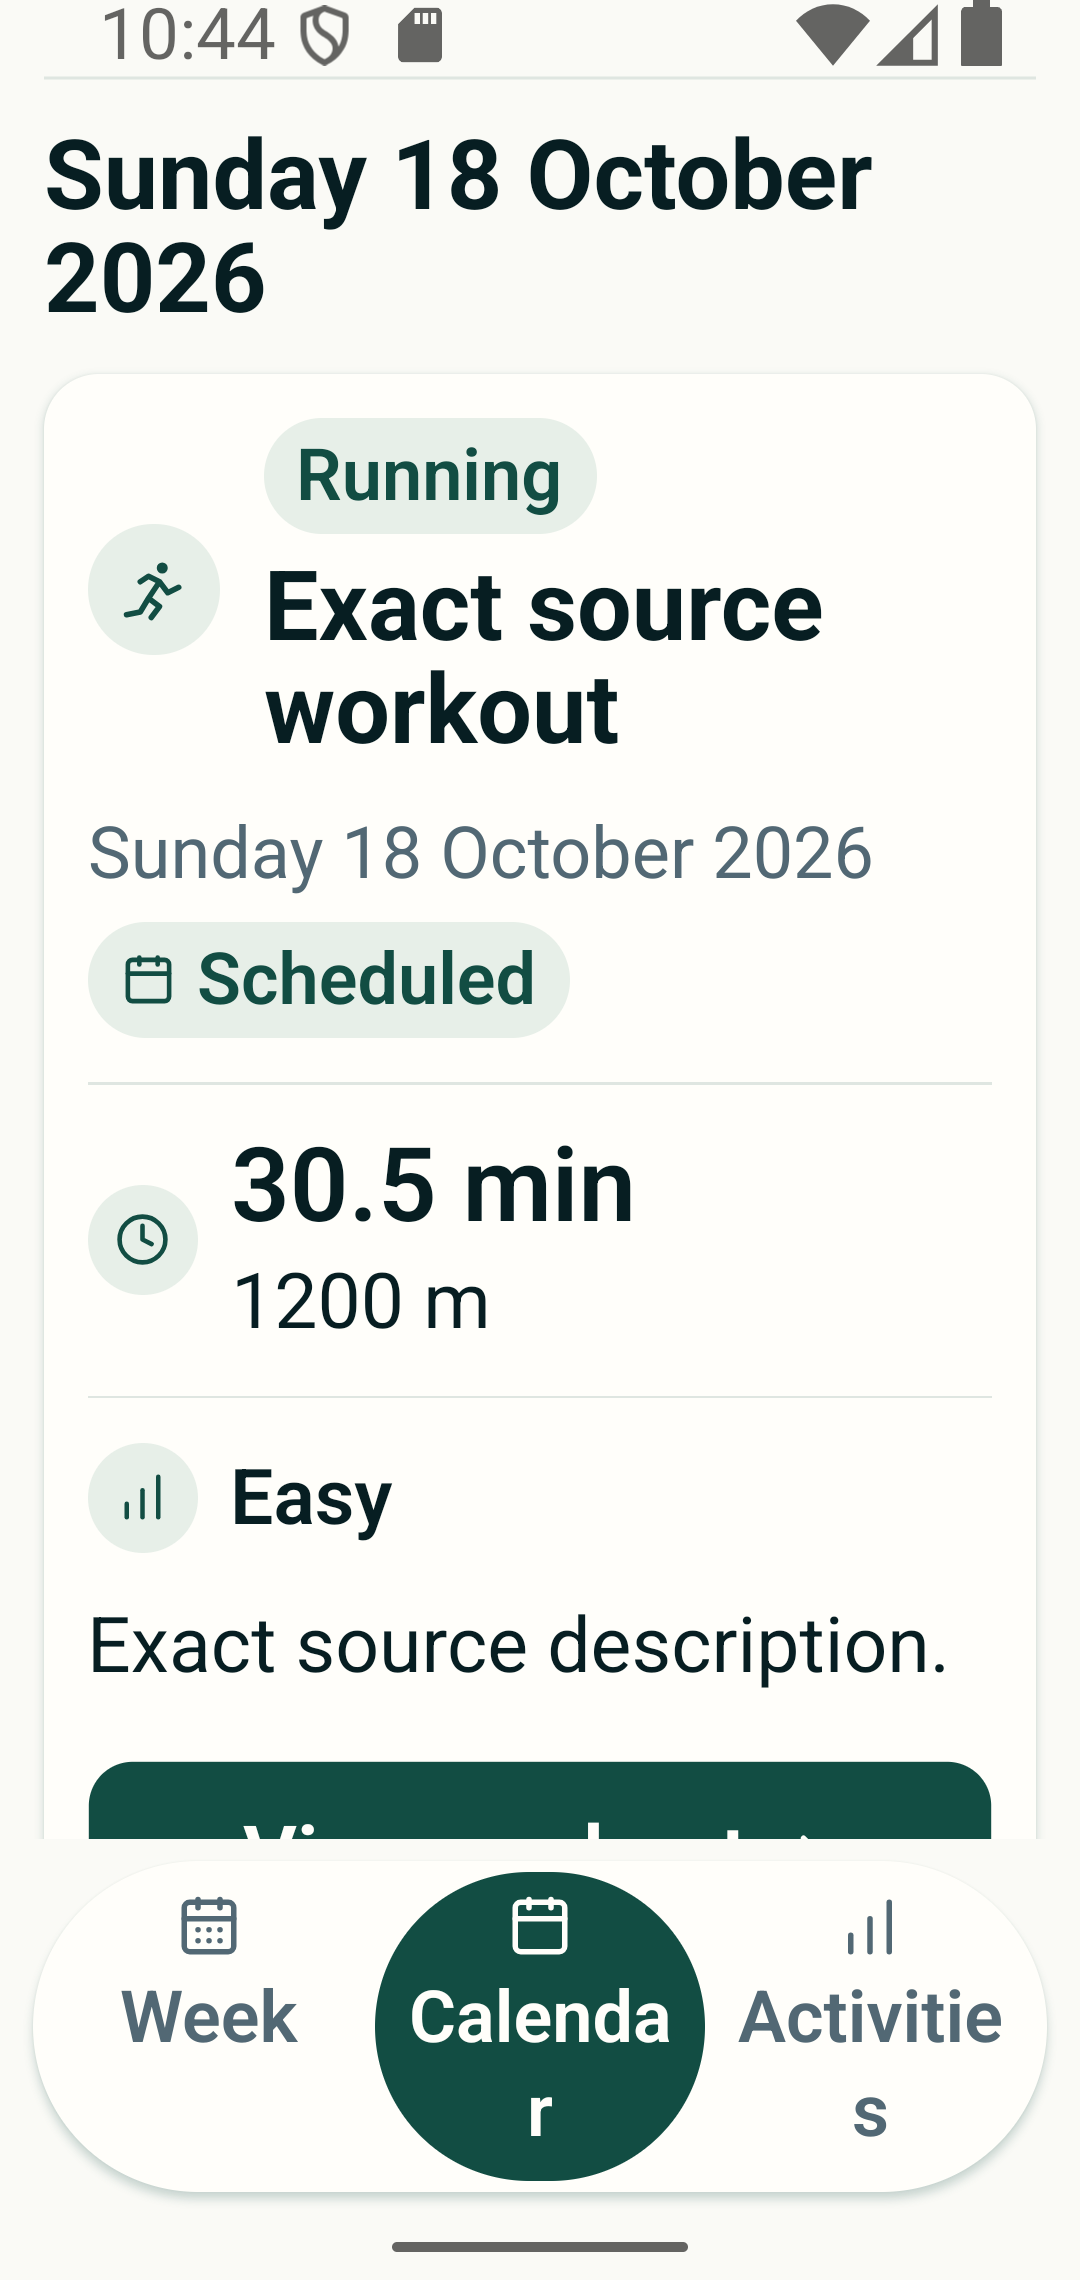 10:44
Sunday 18 October
2026
Running
Exact source
workout
Sunday 18 October 2026
Scheduled
30.5 min
1200 m
Easy
Exact source description.
Week
Calenda
r
Activitie
s